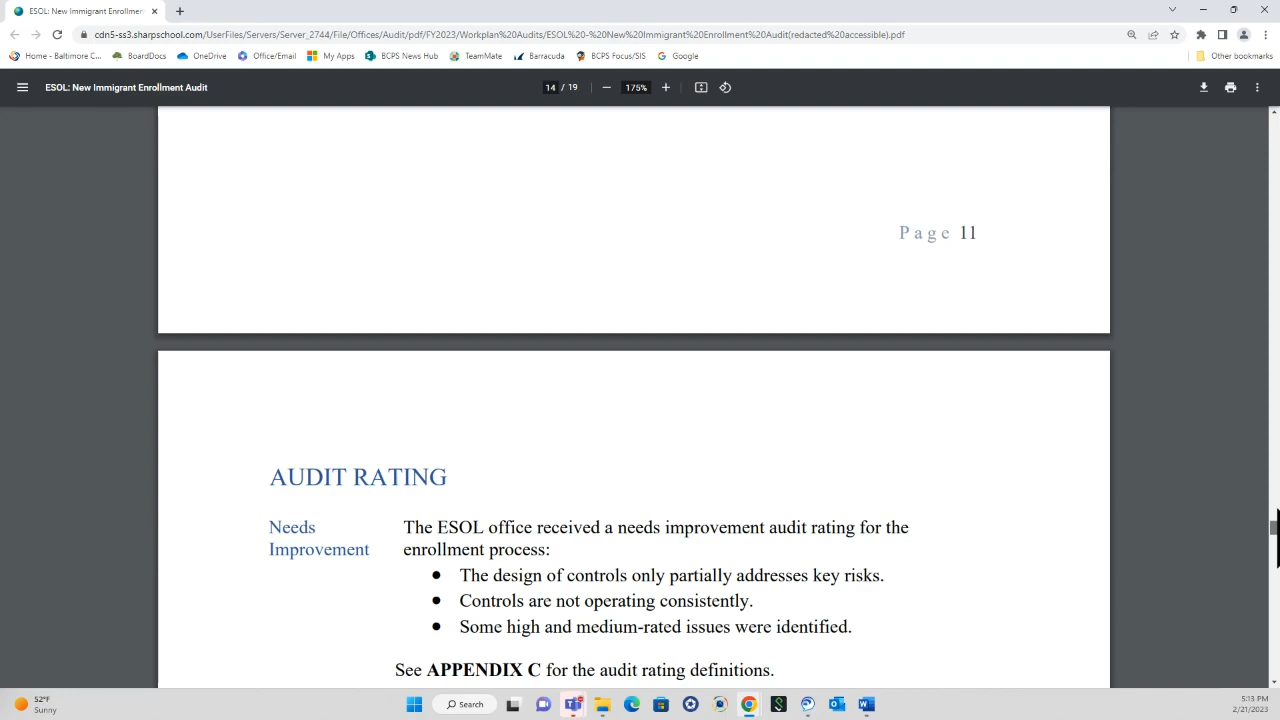 ESOL: New Immigrant Enrollmen
cdn5-ss3.sharpschool.com/UserFiles/Servers/Server_2744/File/Offices/Audit/pdf/FY2023/Workplan%20Audits/ESOL%20-%20New%20Immigrant%20Enrollment%20Audit(redacted%20accessible).pdf
Home - Baltimore C... BoardDocs OneDrive Office/Email My Apps BCPS News Hub TeamMate Barracuda BCPS Focus/SIS Google Other bookmarks
ESOL: New Immigrant Enrollment Audit 14 / 19 175%
Page 11
AUDIT RATING
Needs Improvement
The ESOL office received a needs improvement audit rating for the
enrollment process:
• The design of controls only partially addresses key risks.
• Controls are not operating consistently.
• Some high and medium-rated issues were identified.
See APPENDIX C for the audit rating definitions.
52°F
Sunny
Search
5:13 PM
2/21/2023